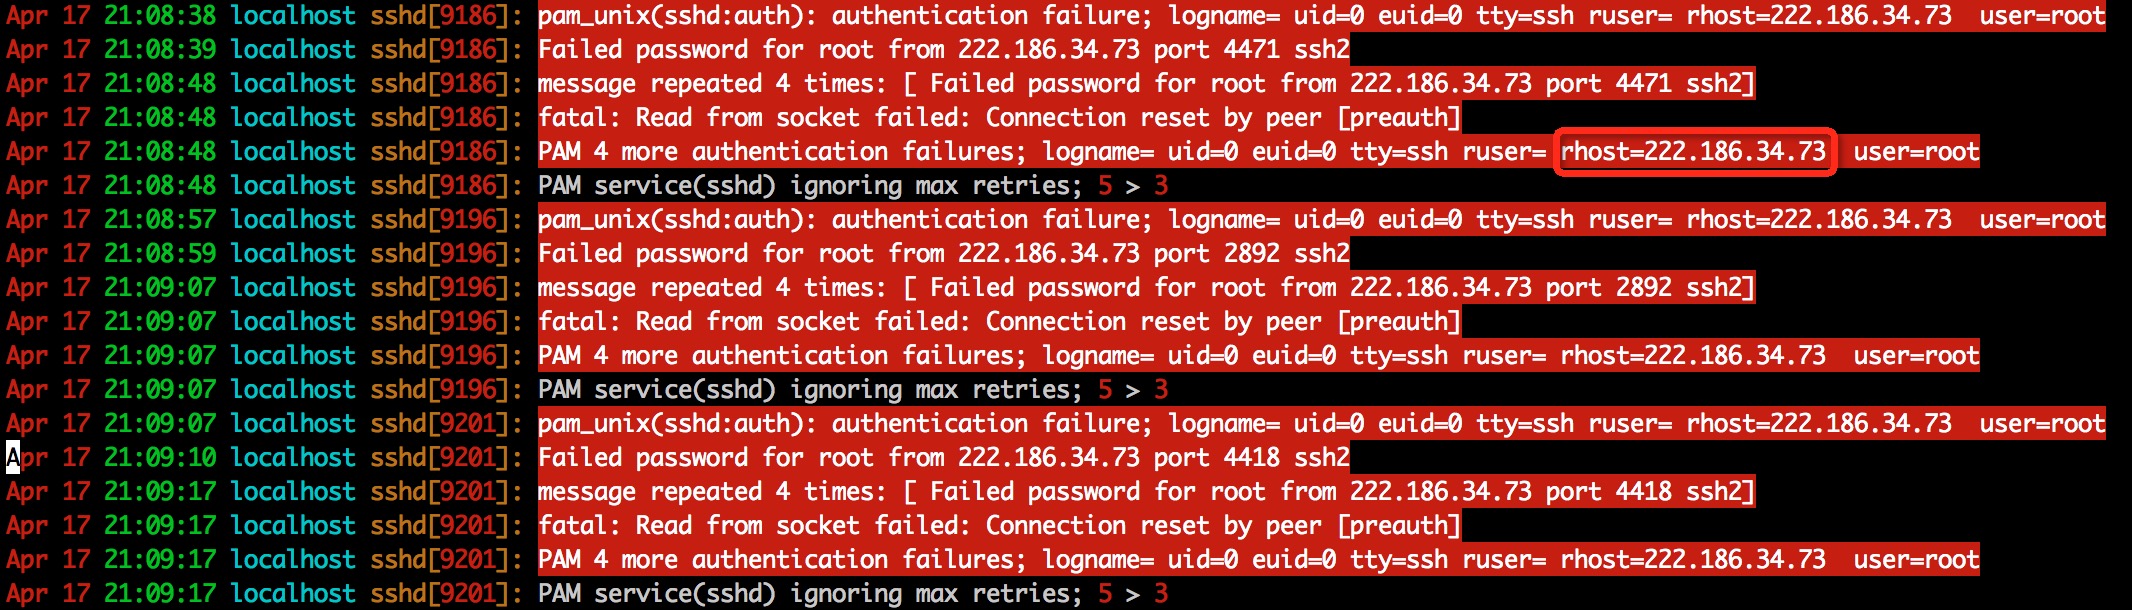 Apr 17 21:08:38 localhost sshd[9186]: pam_unix(sshd:auth): authentication failure; logname= uid=0 euid=0 tty=ssh ruser= rhost=222.186.34.73  user=root
Apr 17 21:08:39 localhost sshd[9186]: Failed password for root from 222.186.34.73 port 4471 ssh2
Apr 17 21:08:48 localhost sshd[9186]: message repeated 4 times: [ Failed password for root from 222.186.34.73 port 4471 ssh2]
Apr 17 21:08:48 localhost sshd[9186]: fatal: Read from socket failed: Connection reset by peer [preauth]
Apr 17 21:08:48 localhost sshd[9186]: PAM 4 more authentication failures; logname= uid=0 euid=0 tty=ssh ruser= rhost=222.186.34.73  user=root
Apr 17 21:08:48 localhost sshd[9186]: PAM service(sshd) ignoring max retries; 5 > 3
Apr 17 21:08:57 localhost sshd[9196]: pam_unix(sshd:auth): authentication failure; logname= uid=0 euid=0 tty=ssh ruser= rhost=222.186.34.73  user=root
Apr 17 21:08:59 localhost sshd[9196]: Failed password for root from 222.186.34.73 port 2892 ssh2
Apr 17 21:09:07 localhost sshd[9196]: message repeated 4 times: [ Failed password for root from 222.186.34.73 port 2892 ssh2]
Apr 17 21:09:07 localhost sshd[9196]: fatal: Read from socket failed: Connection reset by peer [preauth]
Apr 17 21:09:07 localhost sshd[9196]: PAM 4 more authentication failures; logname= uid=0 euid=0 tty=ssh ruser= rhost=222.186.34.73  user=root
Apr 17 21:09:07 localhost sshd[9196]: PAM service(sshd) ignoring max retries; 5 > 3
Apr 17 21:09:07 localhost sshd[9201]: pam_unix(sshd:auth): authentication failure; logname= uid=0 euid=0 tty=ssh ruser= rhost=222.186.34.73  user=root
Apr 17 21:09:10 localhost sshd[9201]: Failed password for root from 222.186.34.73 port 4418 ssh2
Apr 17 21:09:17 localhost sshd[9201]: message repeated 4 times: [ Failed password for root from 222.186.34.73 port 4418 ssh2]
Apr 17 21:09:17 localhost sshd[9201]: fatal: Read from socket failed: Connection reset by peer [preauth]
Apr 17 21:09:17 localhost sshd[9201]: PAM 4 more authentication failures; logname= uid=0 euid=0 tty=ssh ruser= rhost=222.186.34.73  user=root
Apr 17 21:09:17 localhost sshd[9201]: PAM service(sshd) ignoring max retries; 5 > 3